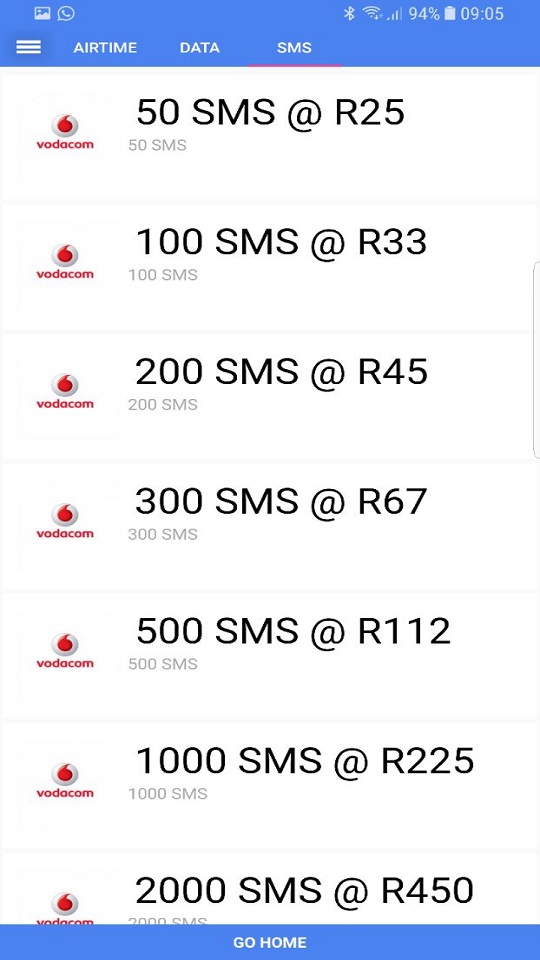 94% 09:05
AIRTIME DATA SMS
50 SMS @ R25
vodacom
50 SMS
100 SMS @ R33
vodacom
100 SMS
200 SMS @ R45
vodacom
200 SMS
300 SMS @ R67
vodacom
300 SMS
500 SMS @ R112
vodacom
500 SMS
1000 SMS @ R225
vodacom
1000 SMS
2000 SMS @ R450
vodacom
2000 SMS
GO HOME